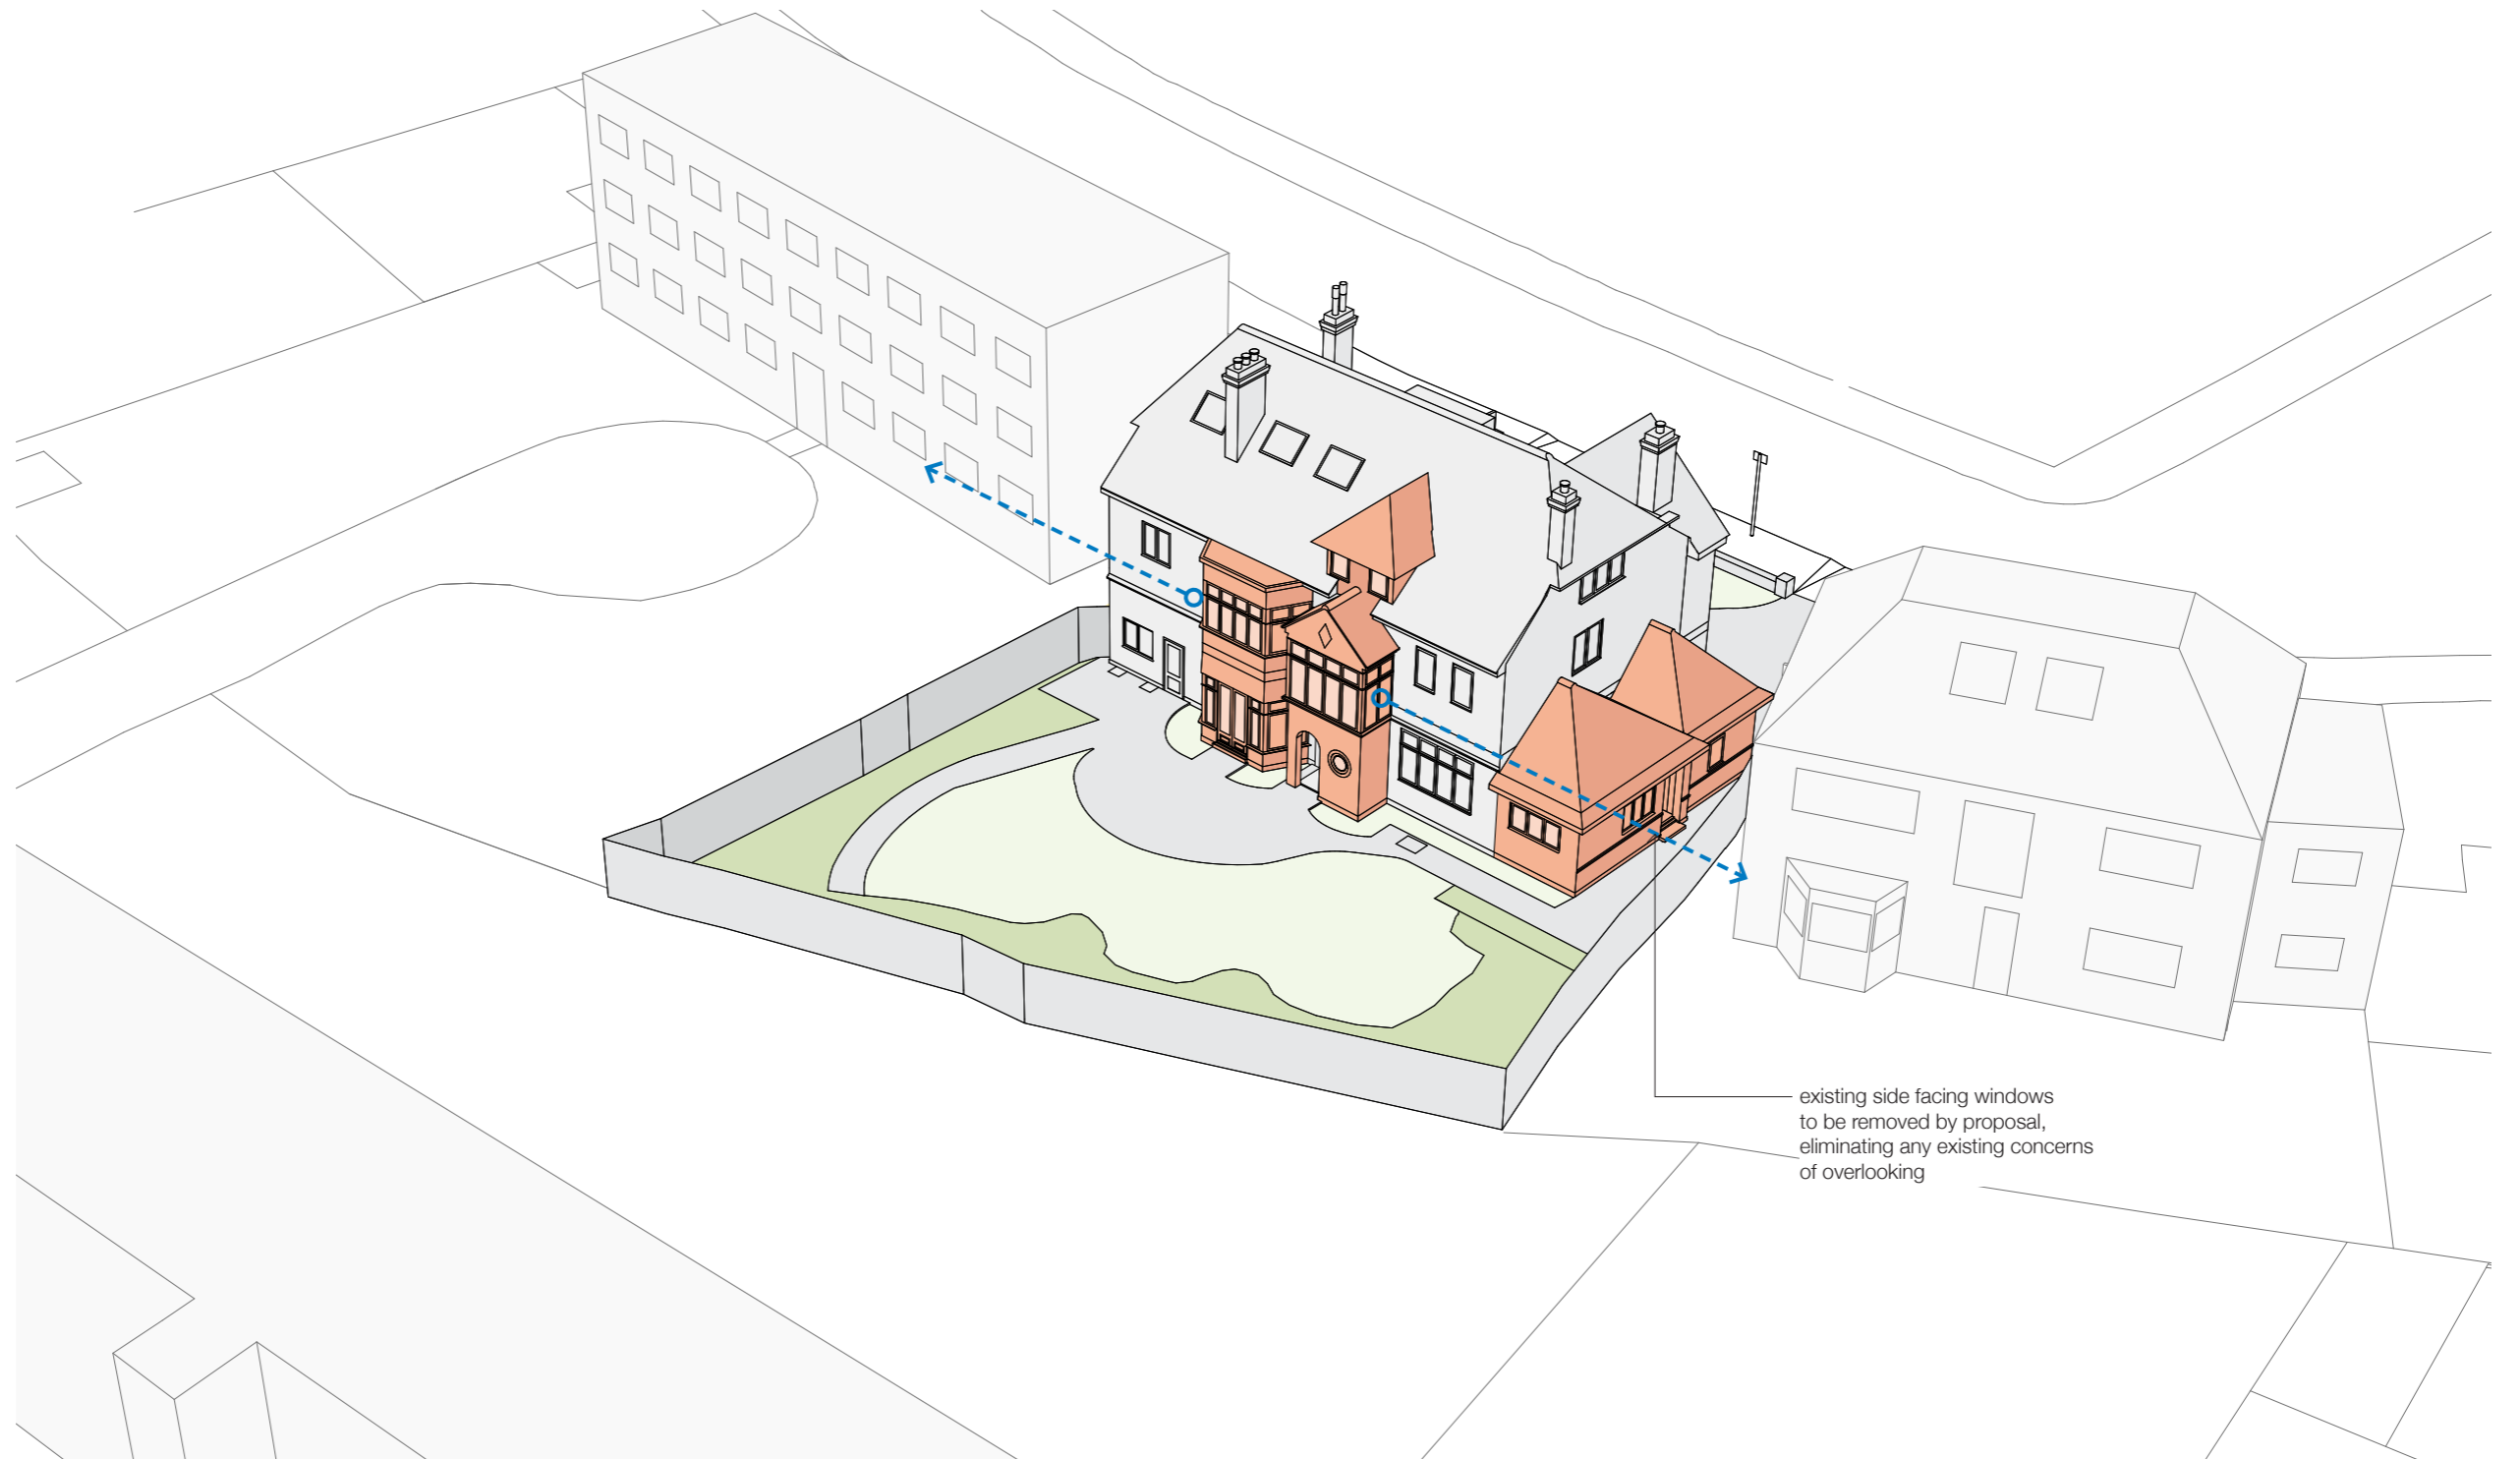 existing side facing windows
to be removed by proposal,
eliminating any existing concerns
of overlooking